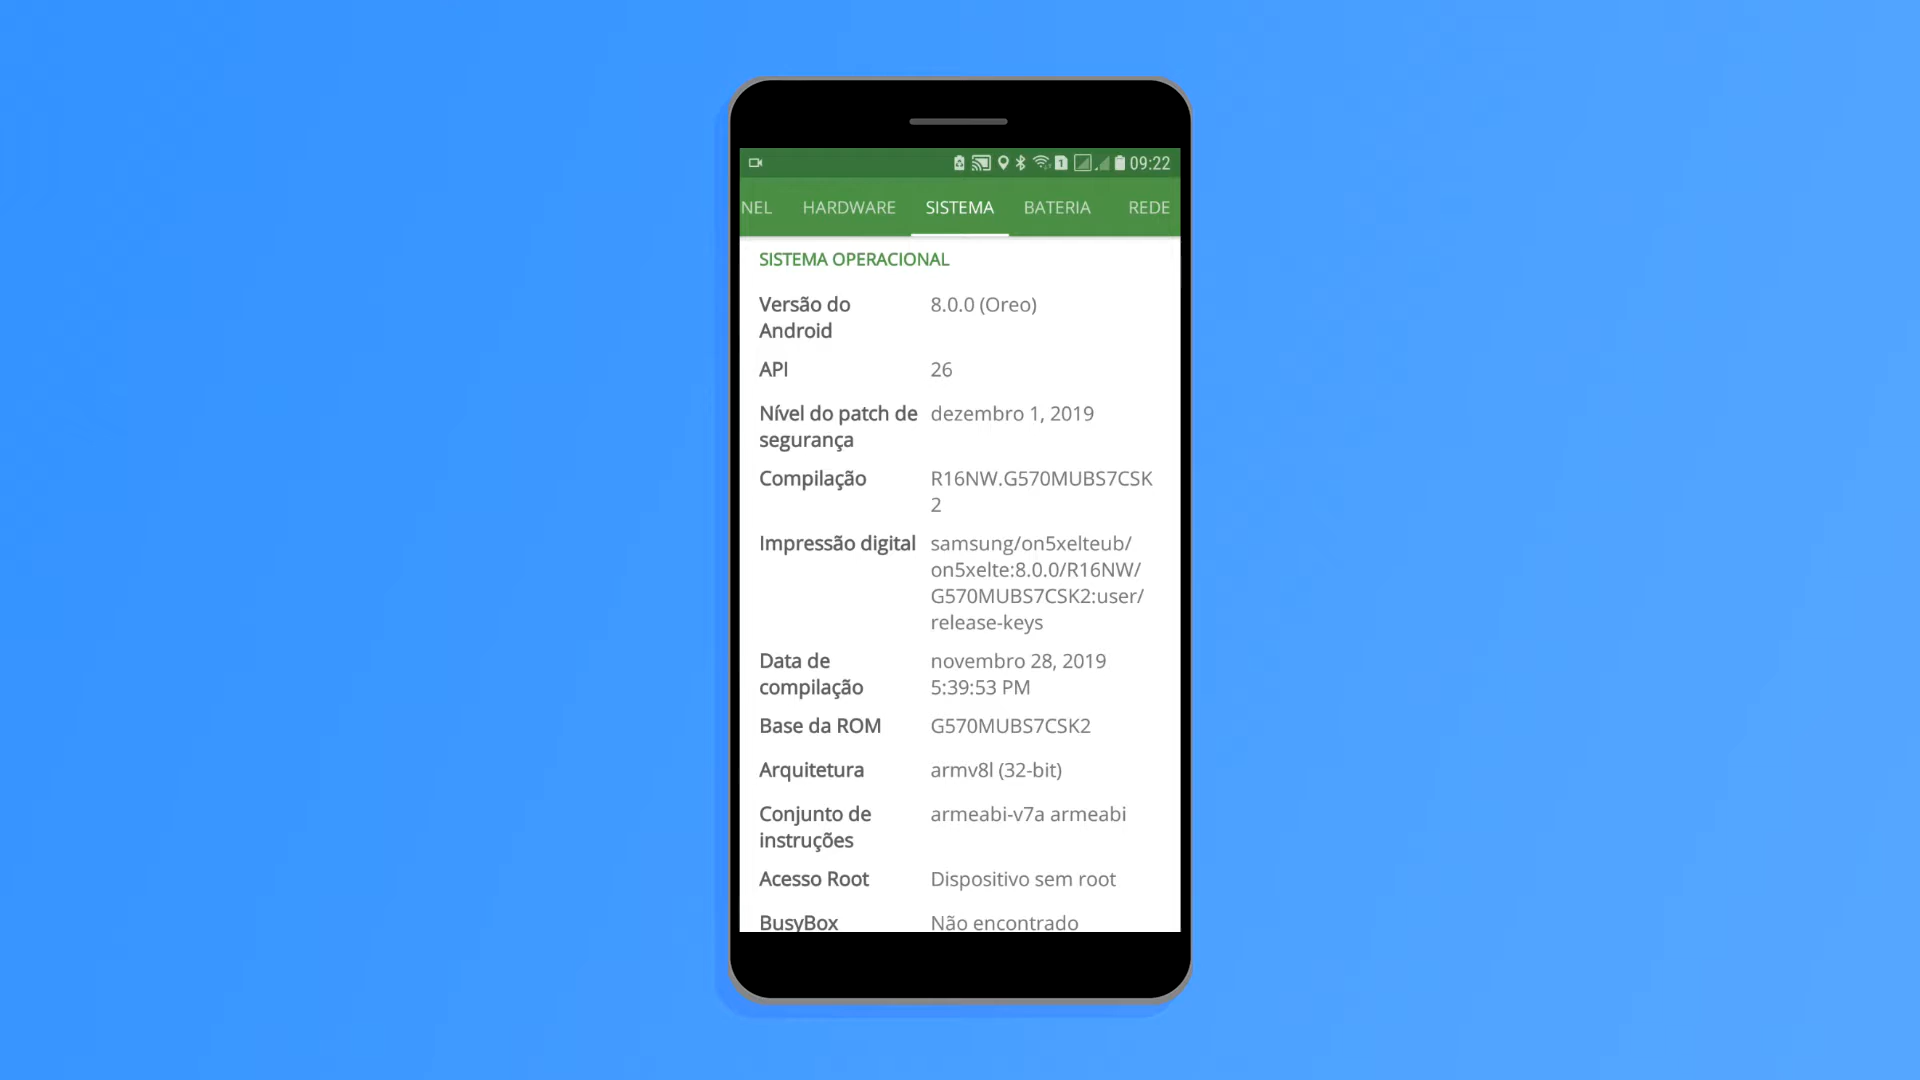 09:22
NEL HARDWARE SISTEMA BATERIA REDE
SISTEMA OPERACIONAL
Versão do 8.0.0 (Oreo)
Android
API 26
Nível do patch de dezembro 1, 2019
segurança
Compilação R16NW.G570MUBS7CSK
2
Impressão digital samsung/on5xelteub/
on5xelte:8.0.0/R16NW/
G570MUBS7CSK2:user/
release-keys
Data de novembro 28, 2019
compilação 5:39:53 PM
Base da ROM G570MUBS7CSK2
Arquitetura armv8l (32-bit)
Conjunto de armeabi-v7a armeabi
instruções
Acesso Root Dispositivo sem root
BusyBox Não encontrado